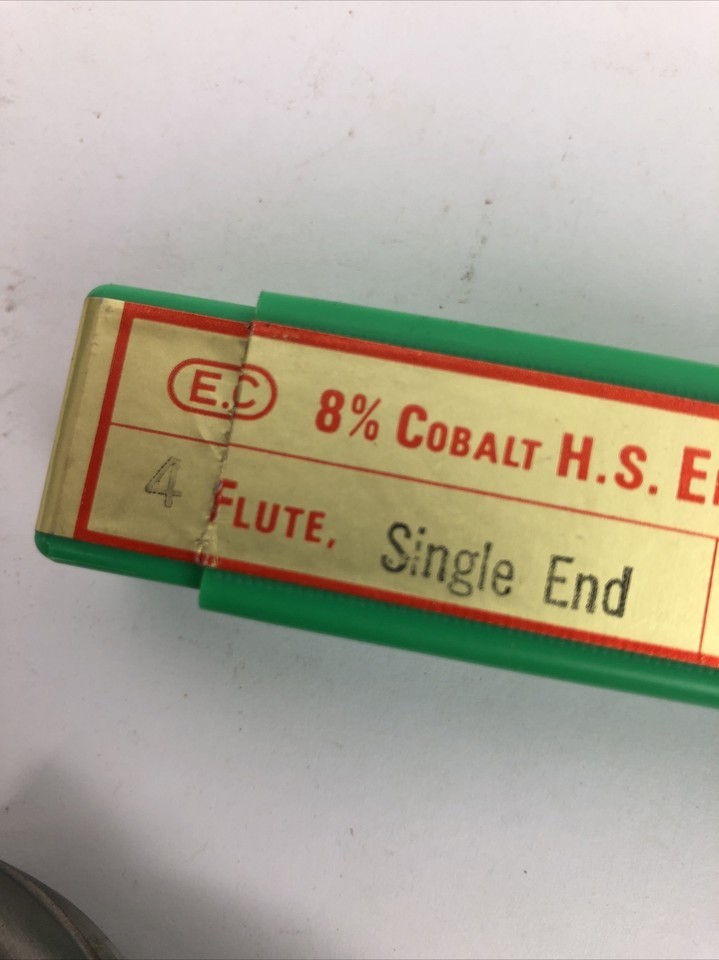 E.C 8% COBALT H.S. E
4 FLUTE, Single End